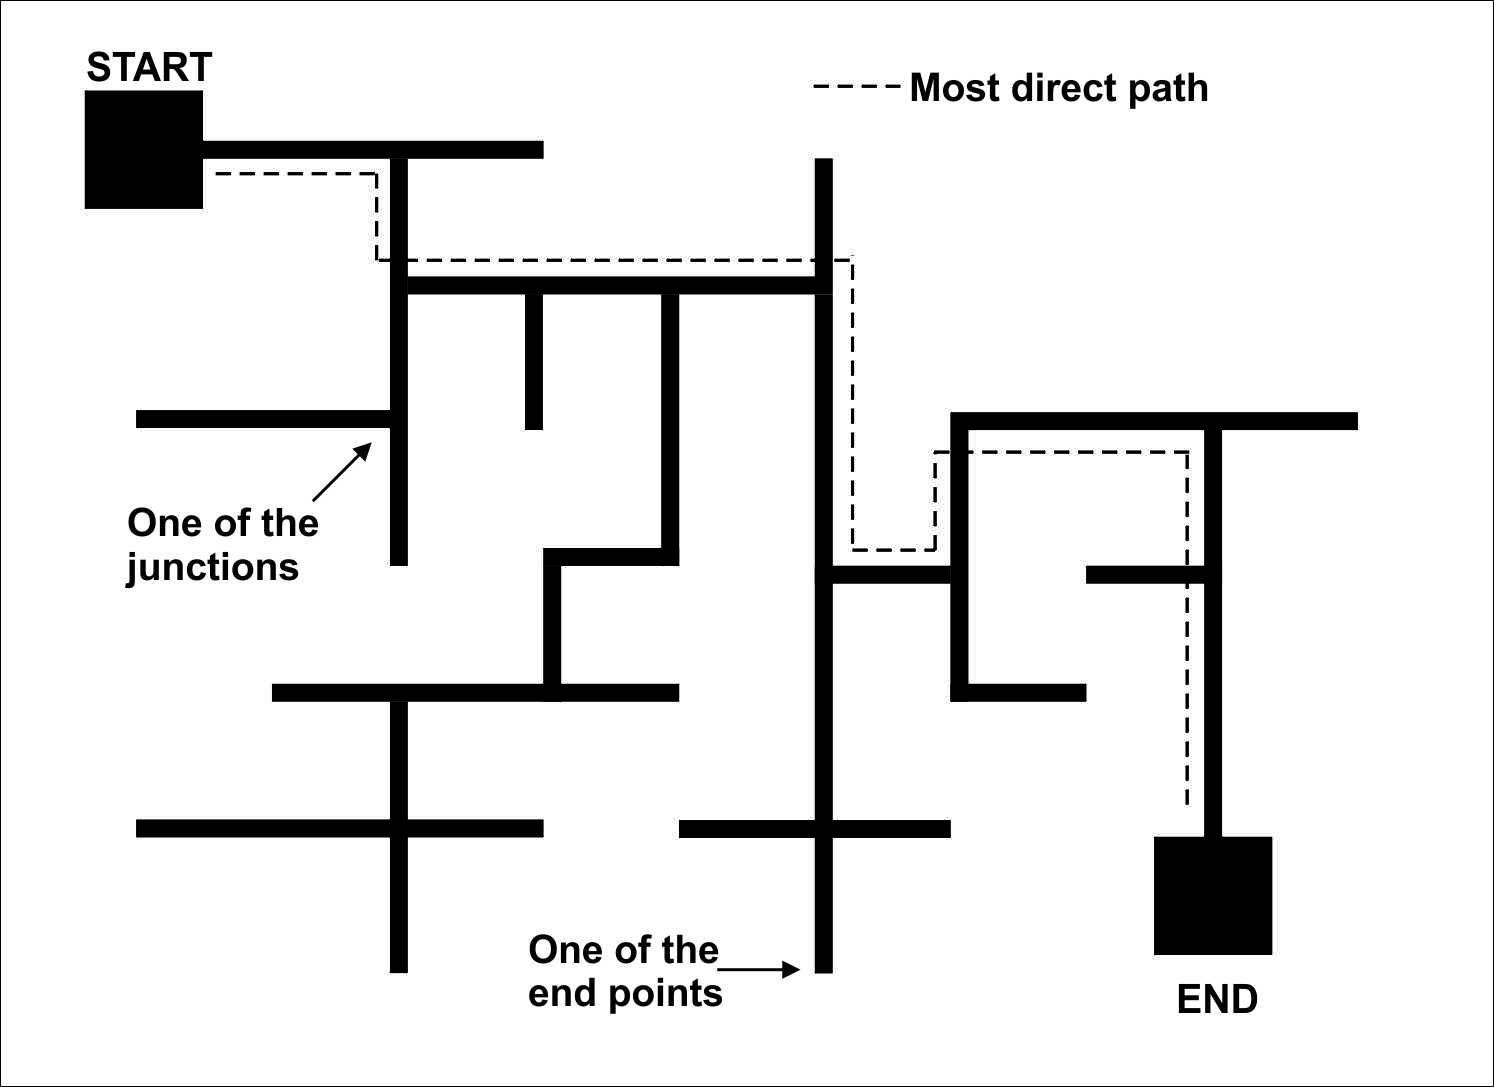 START
Most direct path
One of the
junctions
One of the
end points
END